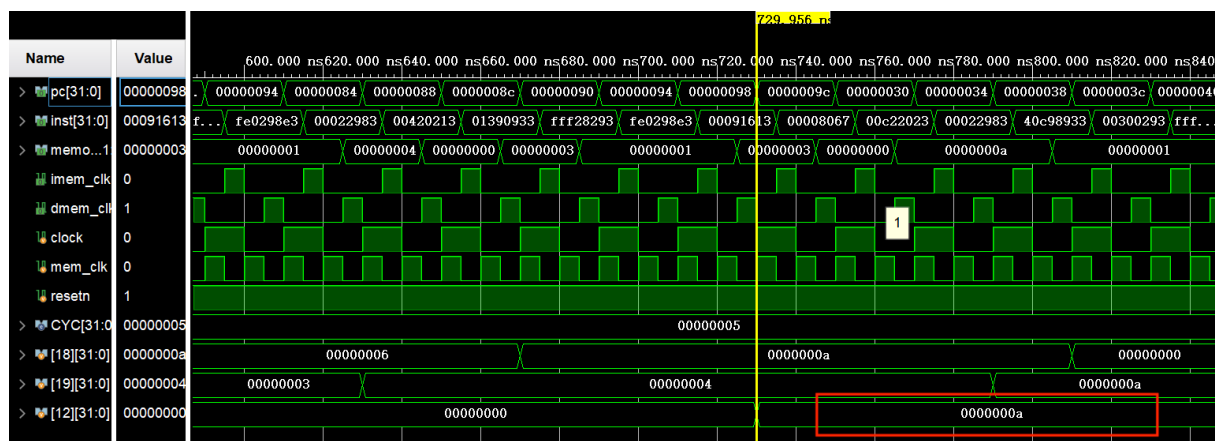 729.956 ns
Name Value
600.000 ns 620.000 ns 640.000 ns 660.000 ns 680.000 ns 700.000 ns 720.000 ns 740.000 ns 760.000 ns 780.000 ns 800.000 ns 820.000 ns 840
pc[31:0] 00000098 . 00000094 00000084 00000088 0000008c 00000090 00000094 00000098 0000009c 00000030 00000034 00000038 0000003c 0000004
inst[31:0] 00091613 f... fe0298e3 00022983 00420213 01390933 fff28293 fe0298e3 00091613 00008067 00c22023 00022983 40c98933 00300293 fff...
memo...1: 00000003 00000001 00000004 00000000 00000003 00000001 00000003 00000000 0000000a 00000001
imem_clk 0
dmem_clk 1
1
clock 0
mem_clk 0
resetn 1
CYC[31:0 00000005 00000005
[18][31:0] 0000000a 00000006 0000000a 00000000
[19][31:0] 00000004 00000003 00000004 0000000a
[12][31:0] 00000000 00000000 0000000a